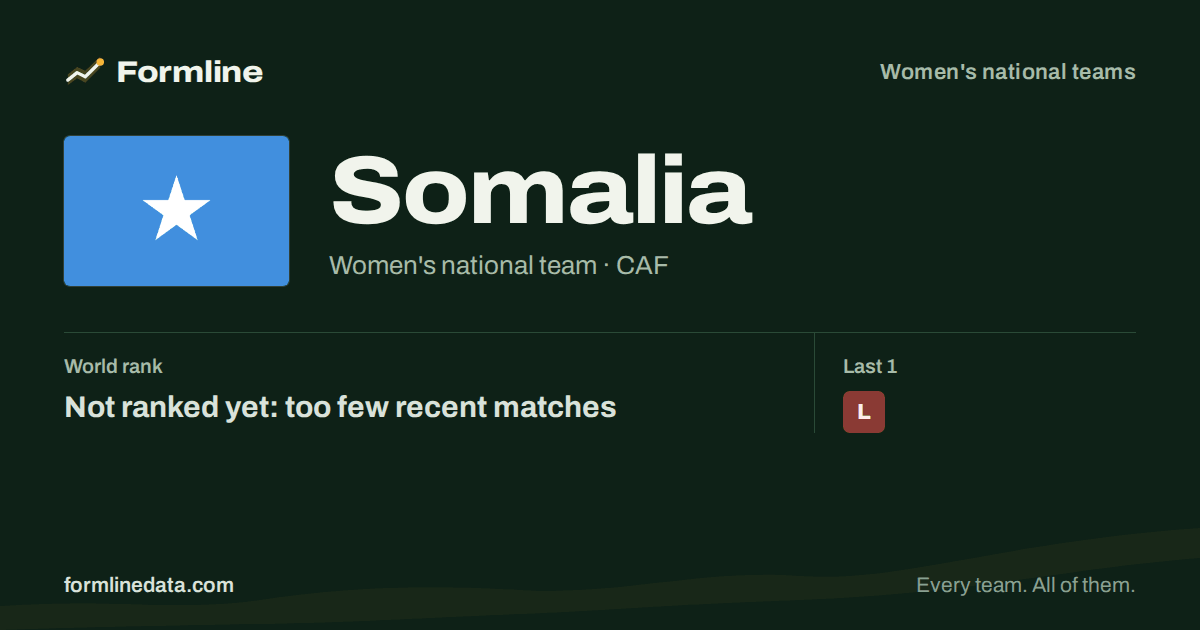 Formline
Women's national teams
Somalia
Women's national team · CAF
World rank
Not ranked yet: too few recent matches
Last 1
L
formlinedata.com
Every team. All of them.